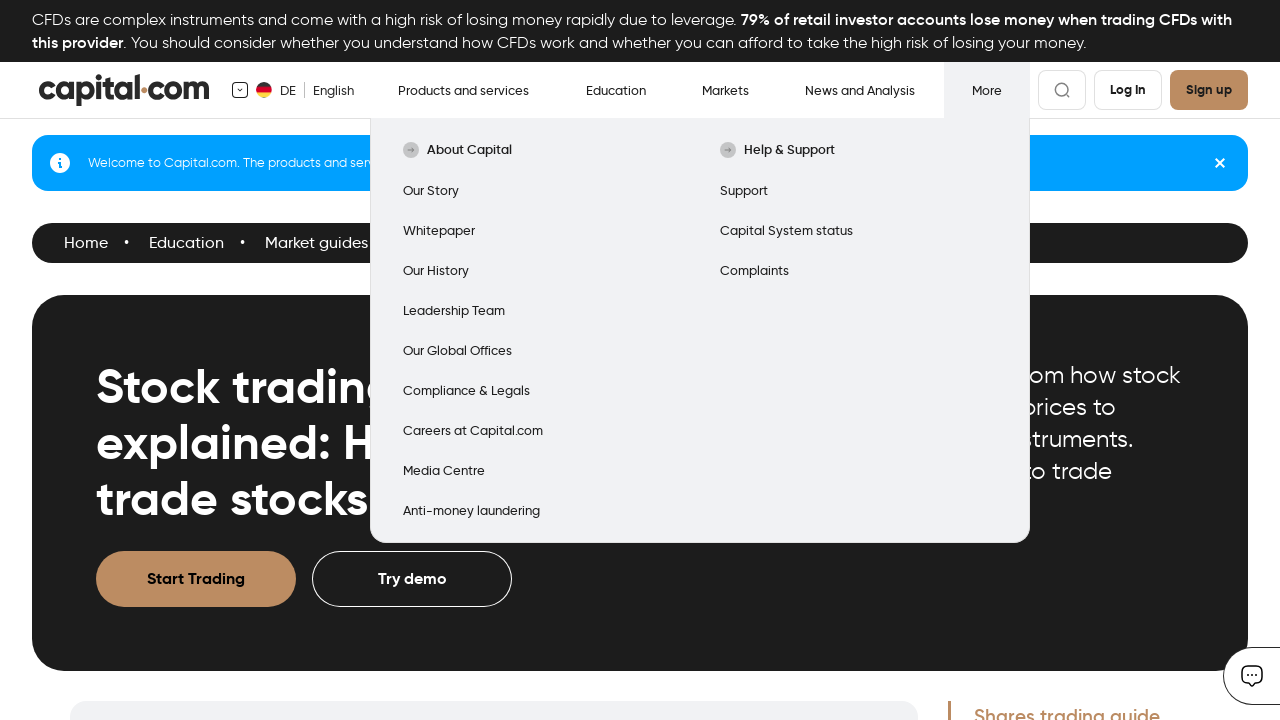 CFDs are complex instruments and come with a high risk of losing money rapidly due to leverage. 79% of retail investor accounts lose money when trading CFDs with
this provider. You should consider whether you understand how CFDs work and whether you can afford to take the high risk of losing your money.
capital.com DE English Products and services Education Markets News and Analysis More Log In Sign up
Welcome to Capital.com. The products and
About Capital Help & Support
Our Story Support
Whitepaper Capital System status
Our History Complaints
Leadership Team
Our Global Offices
Compliance & Legals
Careers at Capital.com
Media Centre
Anti-money laundering
Home • Education • Market guides
Stock trading
explained:
trade stocks
how stock
prices to
to trade
Start Trading Try demo
Shares trading guide